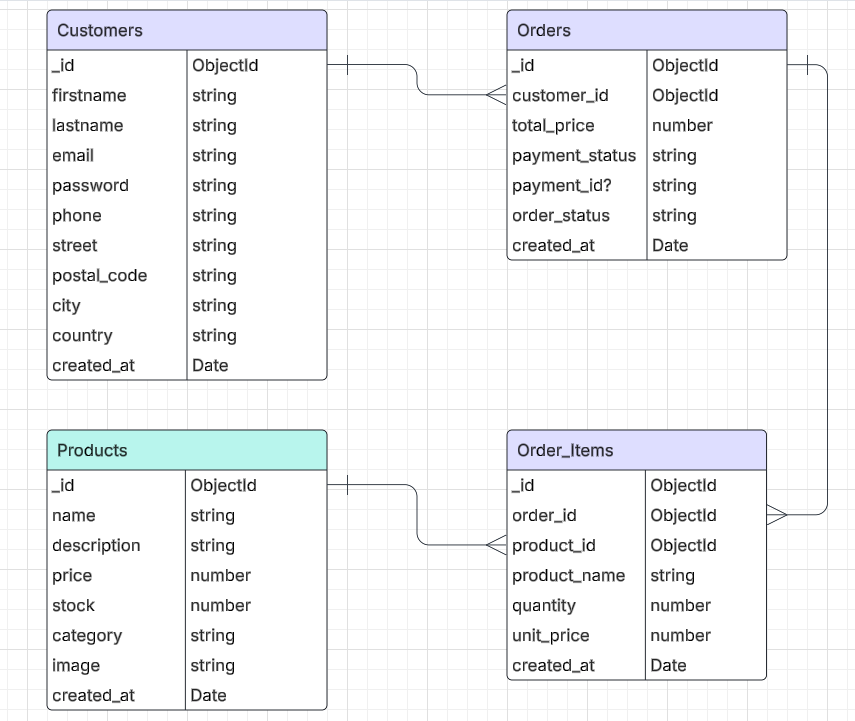 Customers
_id ObjectId
firstname string
lastname string
email string
password string
phone string
street string
postal_code string
city string
country string
created_at Date
Orders
_id ObjectId
customer_id ObjectId
total_price number
payment_status string
payment_id? string
order_status string
created_at Date
Products
_id ObjectId
name string
description string
price number
stock number
category string
image string
created_at Date
Order_Items
_id ObjectId
order_id ObjectId
product_id ObjectId
product_name string
quantity number
unit_price number
created_at Date